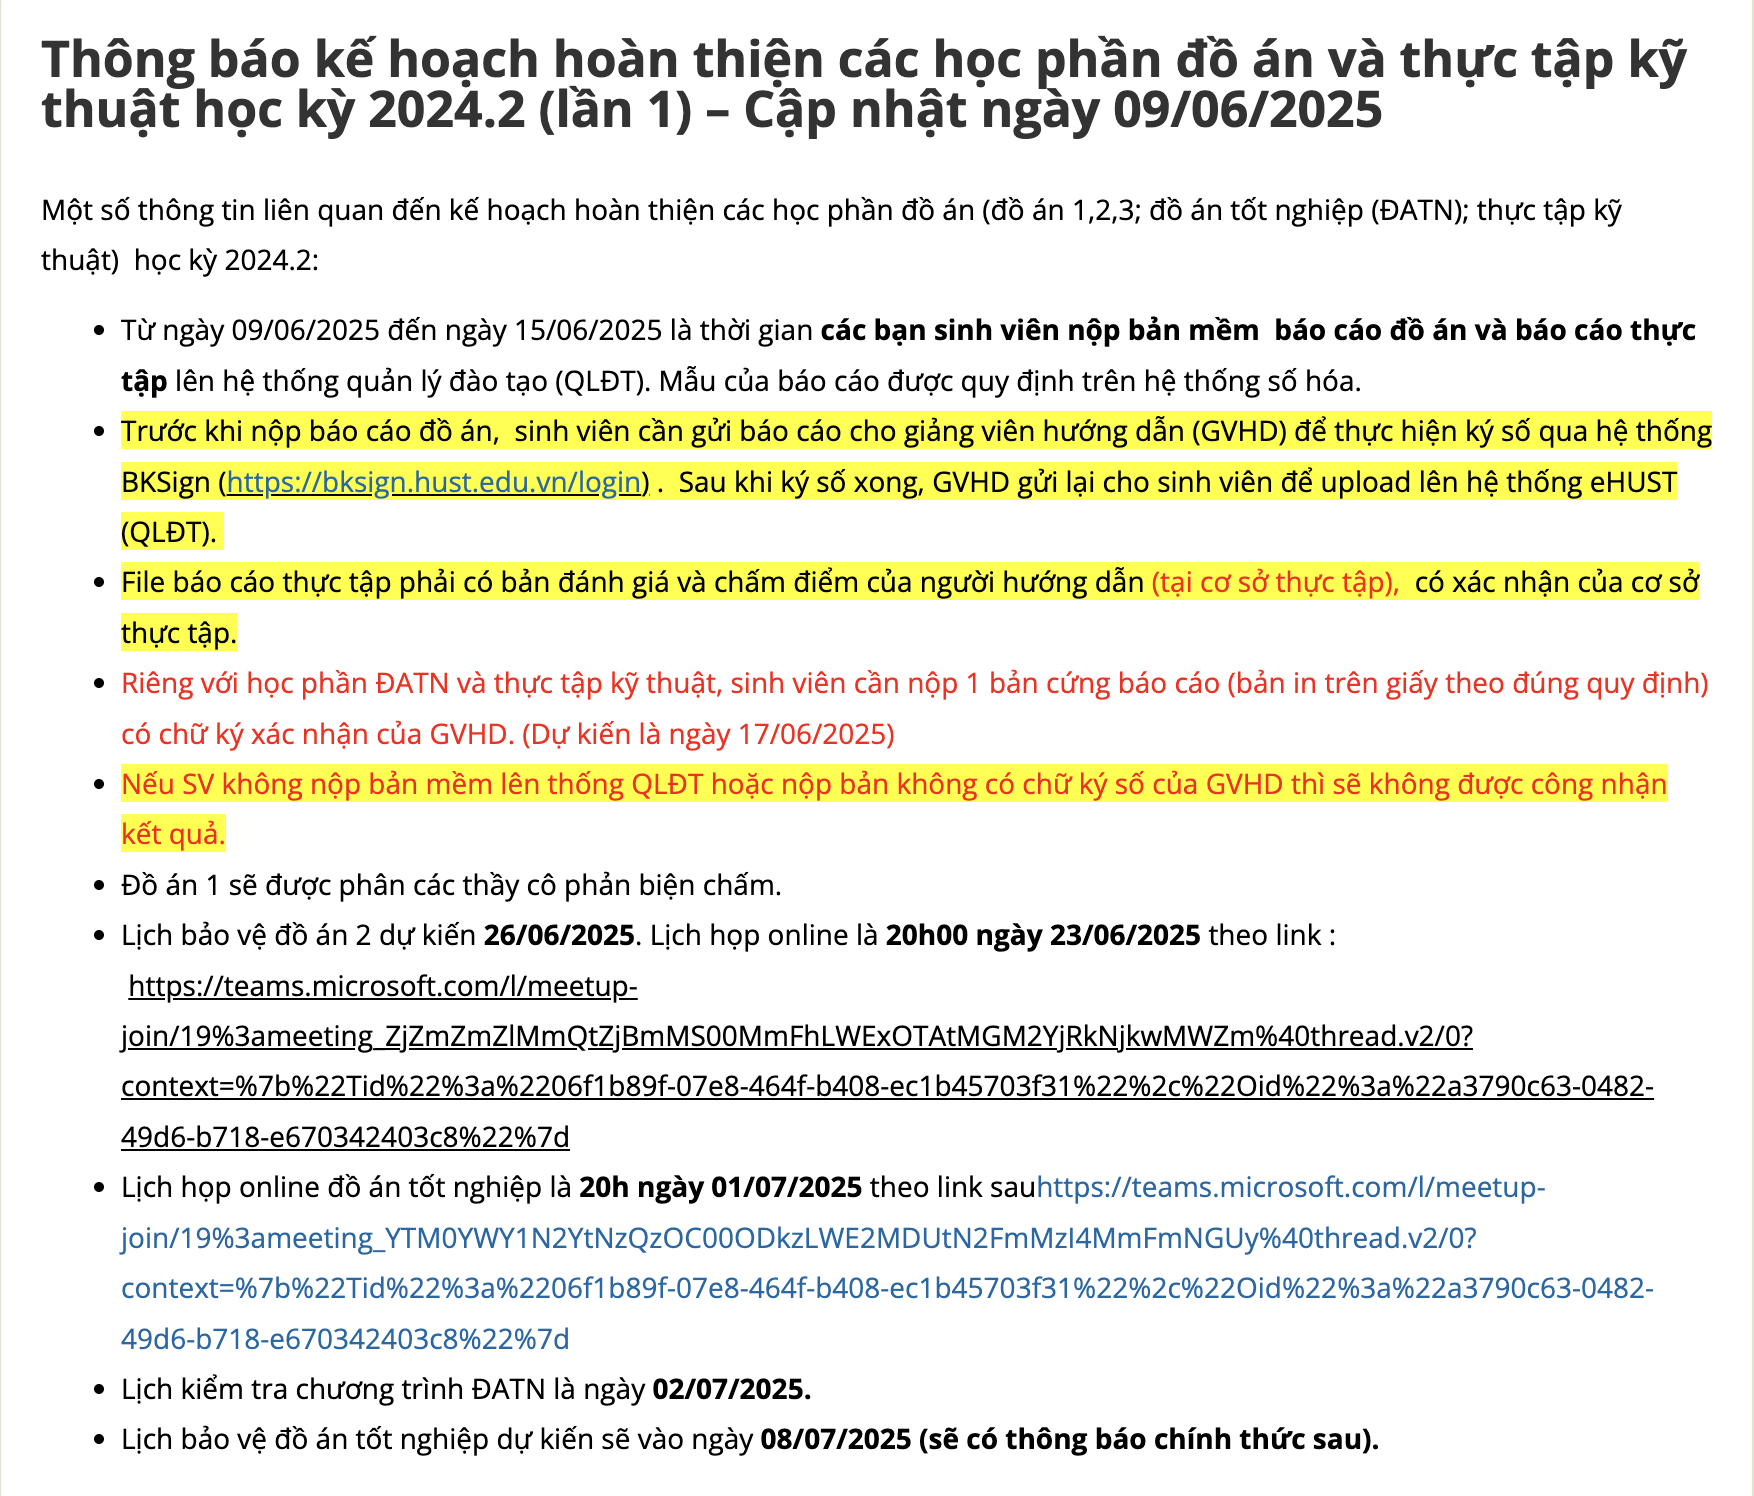 Thông báo kế hoạch hoàn thiện các học phần đồ án và thực tập kỹ
thuật học kỳ 2024.2 (lần 1) – Cập nhật ngày 09/06/2025
Một số thông tin liên quan đến kế hoạch hoàn thiện các học phần đồ án (đồ án 1,2,3; đồ án tốt nghiệp (ĐATN); thực tập kỹ
thuật)  học kỳ 2024.2:
• Từ ngày 09/06/2025 đến ngày 15/06/2025 là thời gian các bạn sinh viên nộp bản mềm  báo cáo đồ án và báo cáo thực
tập lên hệ thống quản lý đào tạo (QLĐT). Mẫu của báo cáo được quy định trên hệ thống số hóa.
• Trước khi nộp báo cáo đồ án,  sinh viên cần gửi báo cáo cho giảng viên hướng dẫn (GVHD) để thực hiện ký số qua hệ thống
BKSign (https://bksign.hust.edu.vn/login) .  Sau khi ký số xong, GVHD gửi lại cho sinh viên để upload lên hệ thống eHUST
(QLĐT).
• File báo cáo thực tập phải có bản đánh giá và chấm điểm của người hướng dẫn (tại cơ sở thực tập),  có xác nhận của cơ sở
thực tập.
• Riêng với học phần ĐATN và thực tập kỹ thuật, sinh viên cần nộp 1 bản cứng báo cáo (bản in trên giấy theo đúng quy định)
có chữ ký xác nhận của GVHD. (Dự kiến là ngày 17/06/2025)
• Nếu SV không nộp bản mềm lên thống QLĐT hoặc nộp bản không có chữ ký số của GVHD thì sẽ không được công nhận
kết quả.
• Đồ án 1 sẽ được phân các thầy cô phản biện chấm.
• Lịch bảo vệ đồ án 2 dự kiến 26/06/2025. Lịch họp online là 20h00 ngày 23/06/2025 theo link :
https://teams.microsoft.com/l/meetup-
join/19%3ameeting_ZjZmZmZlMmQtZjBmMS00MmFhLWExOTAtMGM2YjRkNjkwMWZm%40thread.v2/0?
context=%7b%22Tid%22%3a%2206f1b89f-07e8-464f-b408-ec1b45703f31%22%2c%22Oid%22%3a%22a3790c63-0482-
49d6-b718-e670342403c8%22%7d
• Lịch họp online đồ án tốt nghiệp là 20h ngày 01/07/2025 theo link sauhttps://teams.microsoft.com/l/meetup-
join/19%3ameeting_YTM0YWY1N2YtNzQzOC00ODkzLWE2MDUtN2FmMzI4MmFmNGUy%40thread.v2/0?
context=%7b%22Tid%22%3a%2206f1b89f-07e8-464f-b408-ec1b45703f31%22%2c%22Oid%22%3a%22a3790c63-0482-
49d6-b718-e670342403c8%22%7d
• Lịch kiểm tra chương trình ĐATN là ngày 02/07/2025.
• Lịch bảo vệ đồ án tốt nghiệp dự kiến sẽ vào ngày 08/07/2025 (sẽ có thông báo chính thức sau).